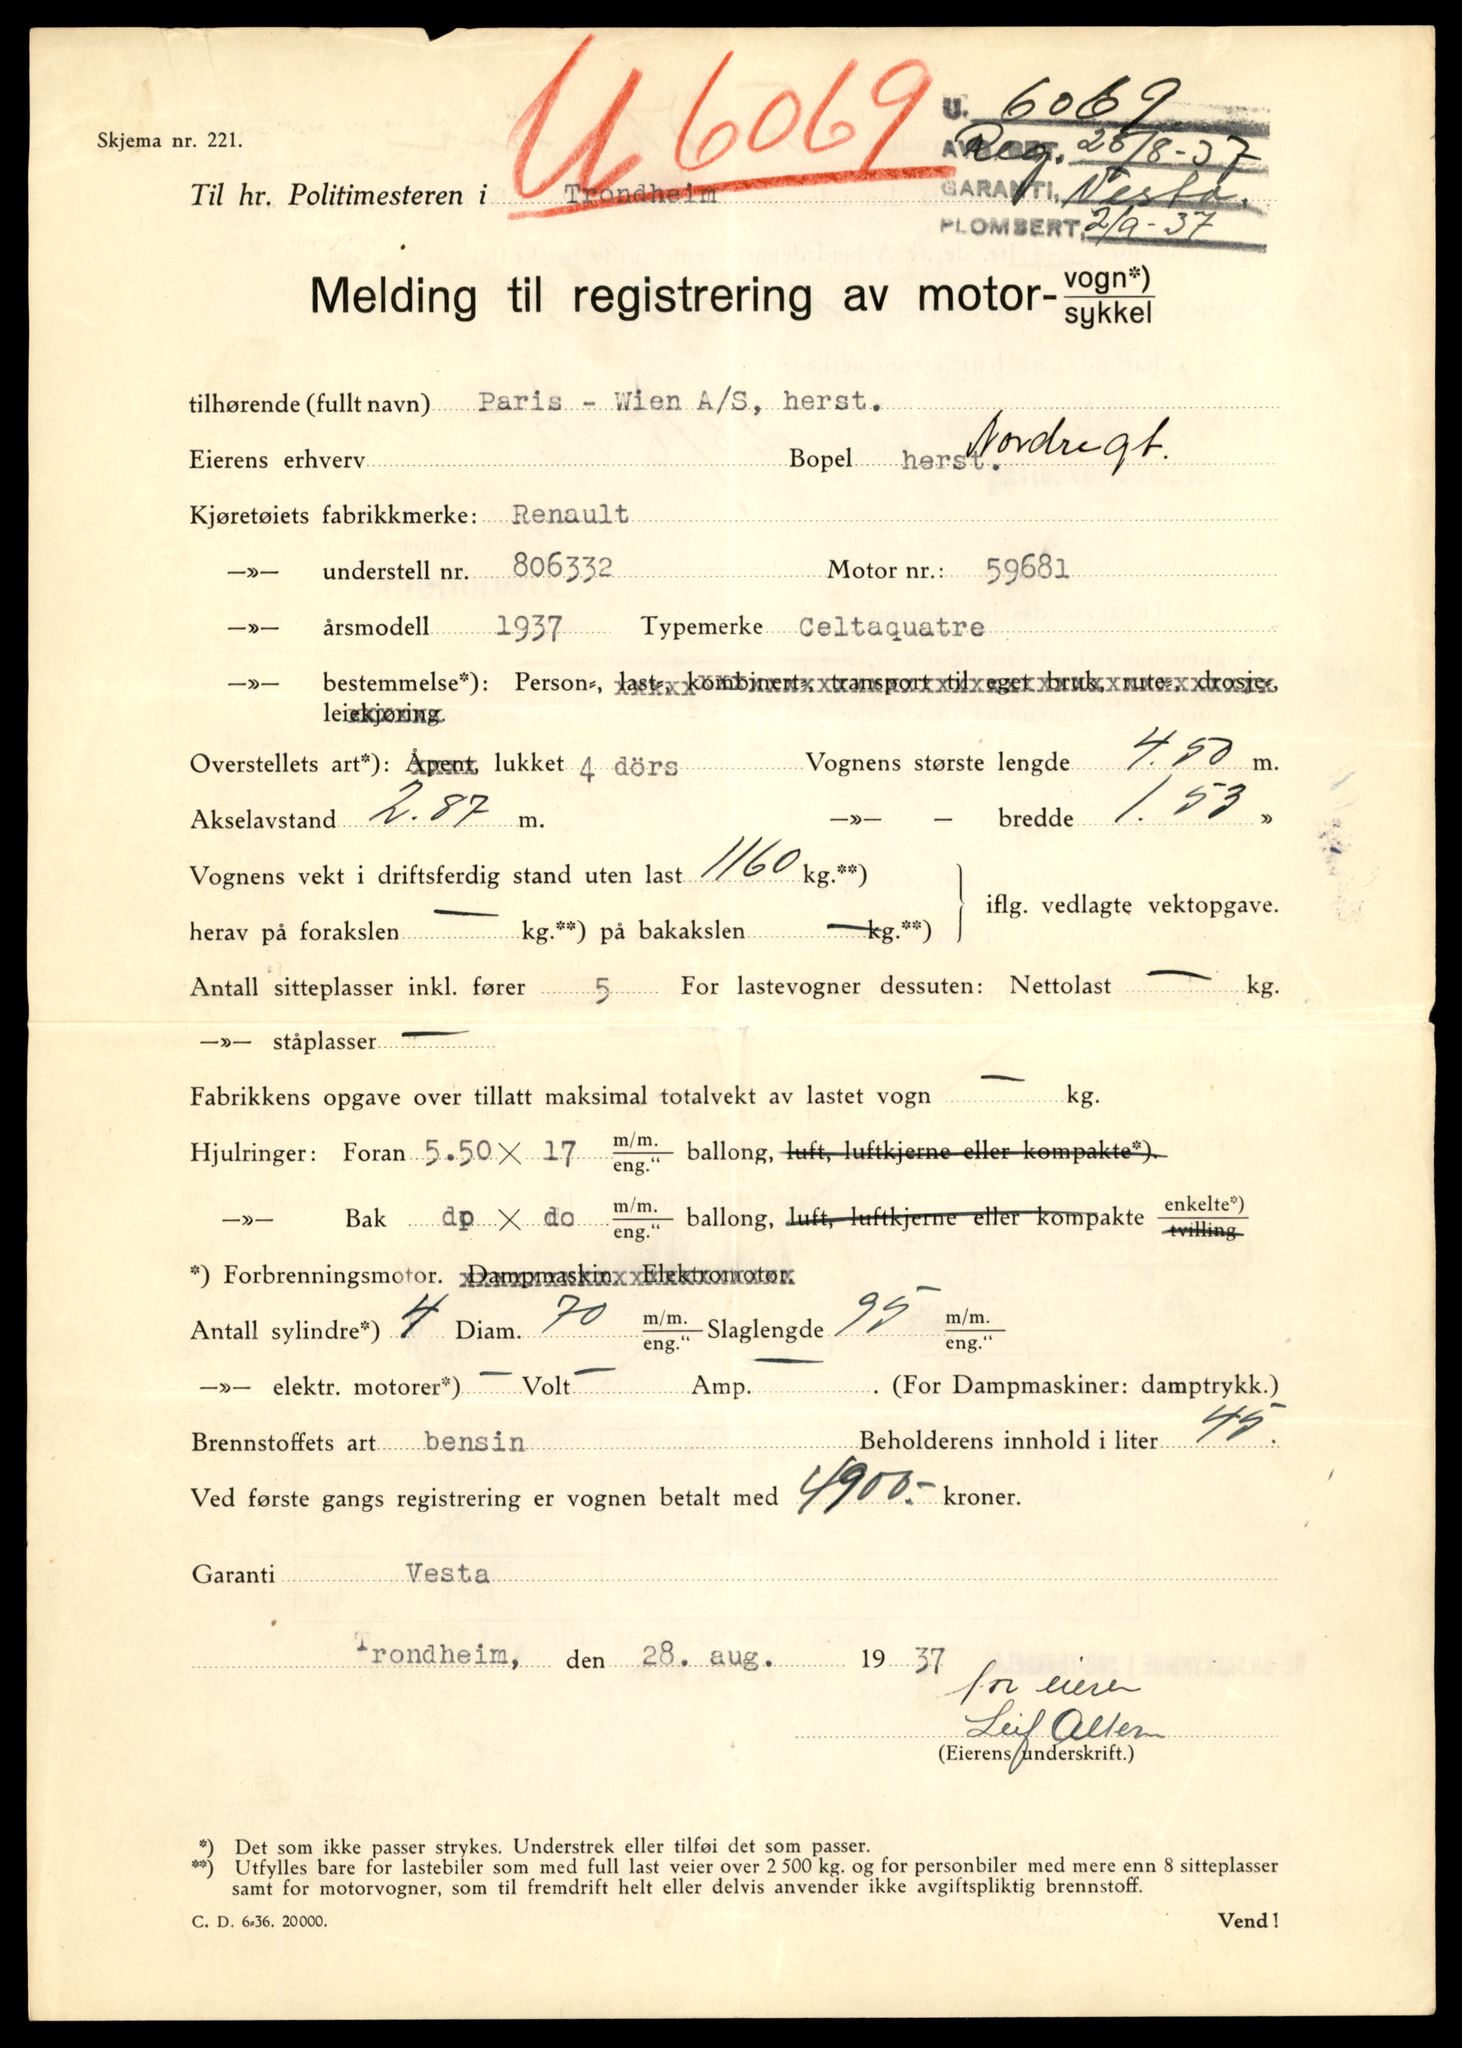 U 6069
U. 6069
Skjema nr. 221.
Reg. 28/8-37
Til hr. Politimesteren i Trondheim
GARANTI, Vesta.
PLOMBERT, 2/9-37
Melding til registrering av motor- vogn*) / sykkel
tilhørende (fullt navn) Paris - Wien A/S, herst.
Eierens erhverv Bopel herst. Nordregt.
Kjøretøiets fabrikkmerke: Renault
—»— understell nr. 806332 Motor nr.: 59681
—»— årsmodell 1937 Typemerke Celtaquatre
—»— bestemmelse*): Person-, last-, kombinert-, transport til eget bruk, rute-, drosje-,
leiekjøring.
Overstellets art*): Åpent, lukket 4 dörs Vognens største lengde 4.50 m.
Akselavstand 2.87 m. —»— — bredde 1.53 »
Vognens vekt i driftsferdig stand uten last 1160 kg.**)
iflg. vedlagte vektopgave.
herav på forakslen — kg.**) på bakakslen — kg.**)
Antall sitteplasser inkl. fører 5 For lastevogner dessuten: Nettolast — kg.
—»— ståplasser —
Fabrikkens opgave over tillatt maksimal totalvekt av lastet vogn — kg.
Hjulringer: Foran 5.50 × 17 m/m. / eng." ballong, luft, luftkjerne eller kompakte*).
—»— Bak do × do m/m. / eng." ballong, luft, luftkjerne eller kompakte enkelte*) / tvilling
*) Forbrenningsmotor. Dampmaskin. Elektromotor.
Antall sylindre*) 4 Diam. 70 m/m. / eng." Slaglengde 95 m/m. / eng."
—»— elektr. motorer*) — Volt — Amp. — . (For Dampmaskiner: damptrykk.)
Brennstoffets art bensin Beholderens innhold i liter 45.
Ved første gangs registrering er vognen betalt med 4900.- kroner.
Garanti Vesta
Trondheim, den 28. aug. 1937
for eieren
Leif
(Eierens underskrift.)
*) Det som ikke passer strykes. Understrek eller tilføi det som passer.
**) Utfylles bare for lastebiler som med full last veier over 2 500 kg. og for personbiler med mere enn 8 sitteplasser
samt for motorvogner, som til fremdrift helt eller delvis anvender ikke avgiftspliktig brennstoff.
C. D. 6-36. 20000. Vend!